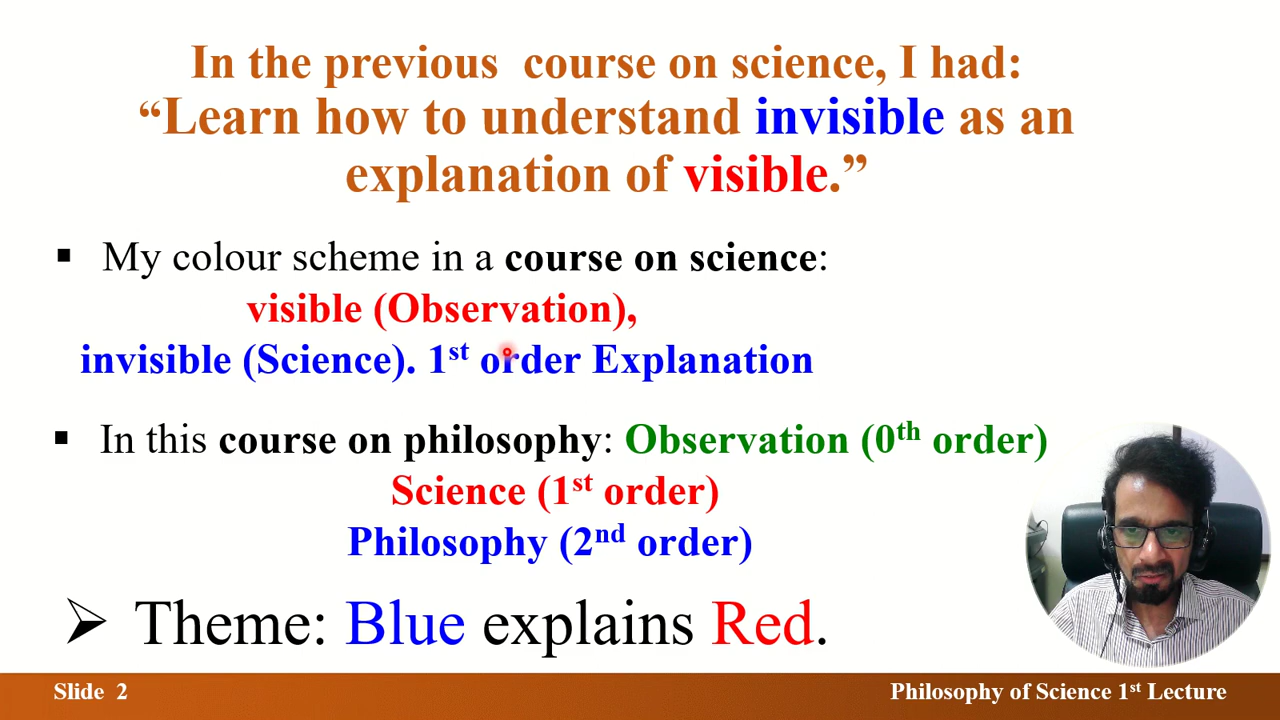 In the previous course on science, I had:
“Learn how to understand invisible as an
explanation of visible.”
▪ My colour scheme in a course on science:
visible (Observation),
invisible (Science). 1st order Explanation
▪ In this course on philosophy: Observation (0th order)
Science (1st order)
Philosophy (2nd order)
➢ Theme: Blue explains Red.
Slide 2
Philosophy of Science 1st Lecture